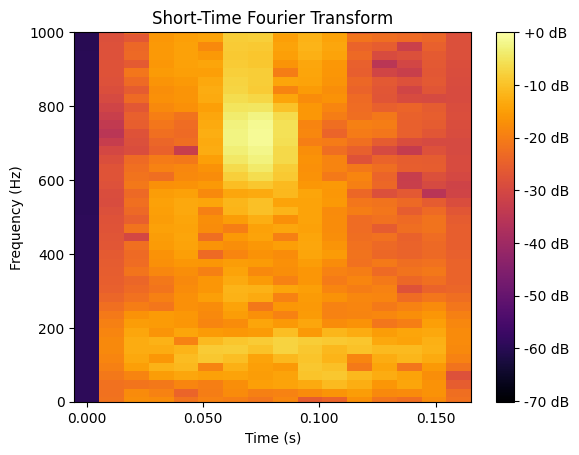 Short-Time Fourier Transform
1000
800
600
400
200
0
Frequency (Hz)
0.000
0.050
0.100
0.150
Time (s)
+0 dB
-10 dB
-20 dB
-30 dB
-40 dB
-50 dB
-60 dB
-70 dB